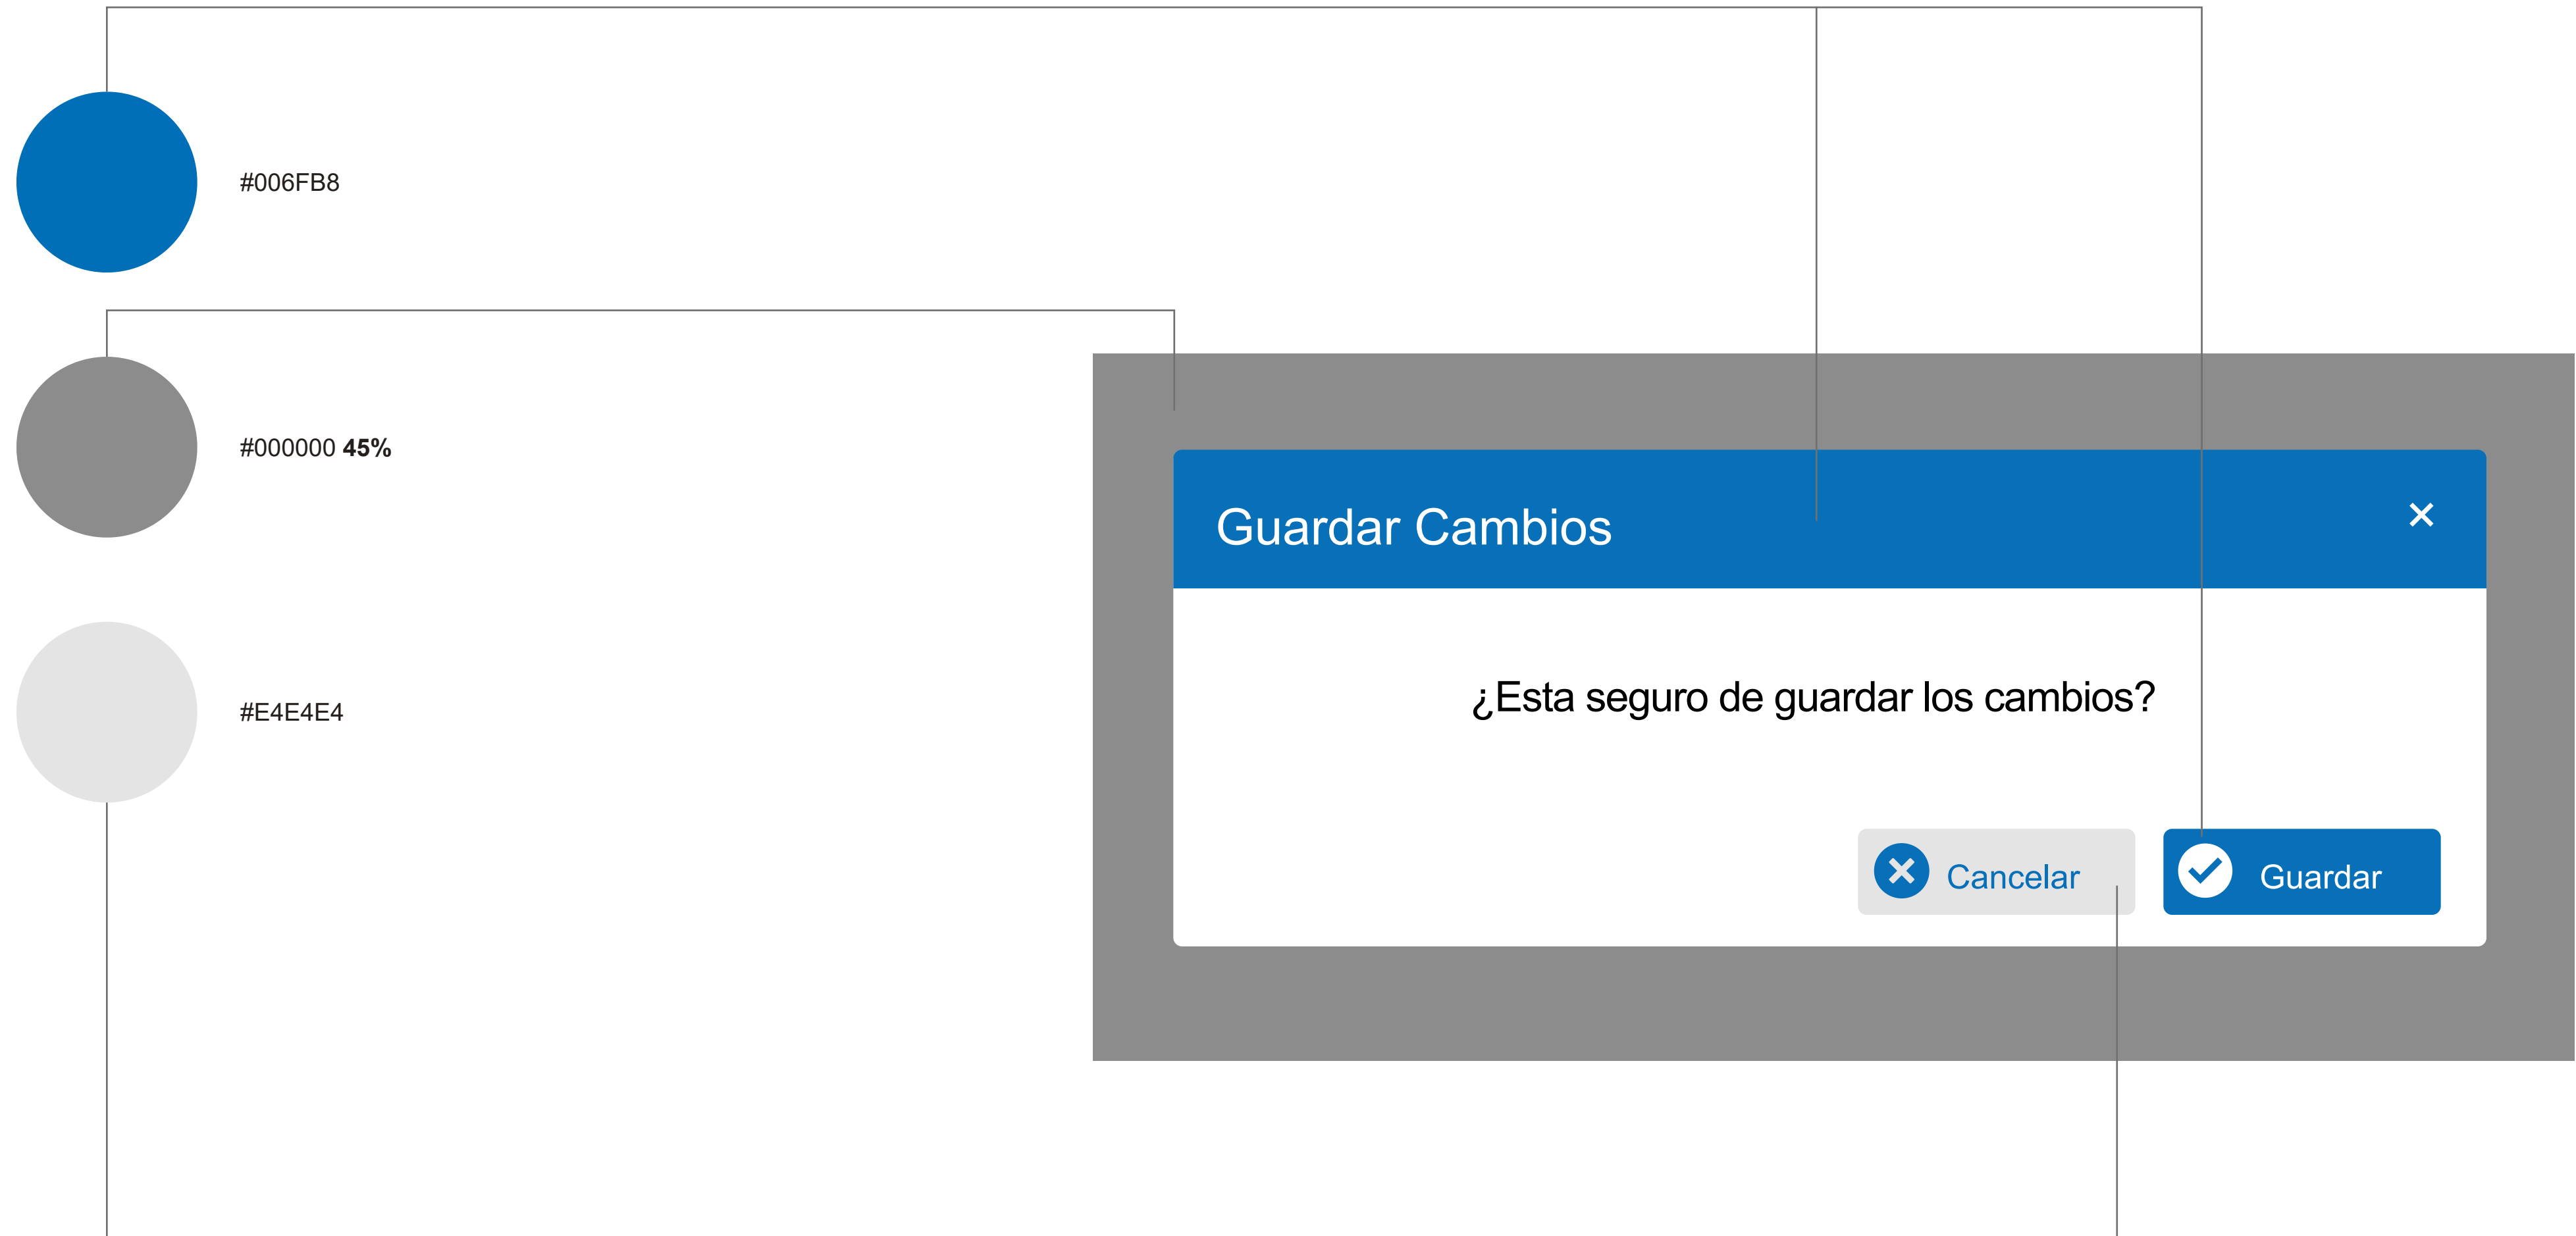 #006FB8
#000000 45%
#E4E4E4
Guardar Cambios
¿Esta seguro de guardar los cambios?
Cancelar
Guardar